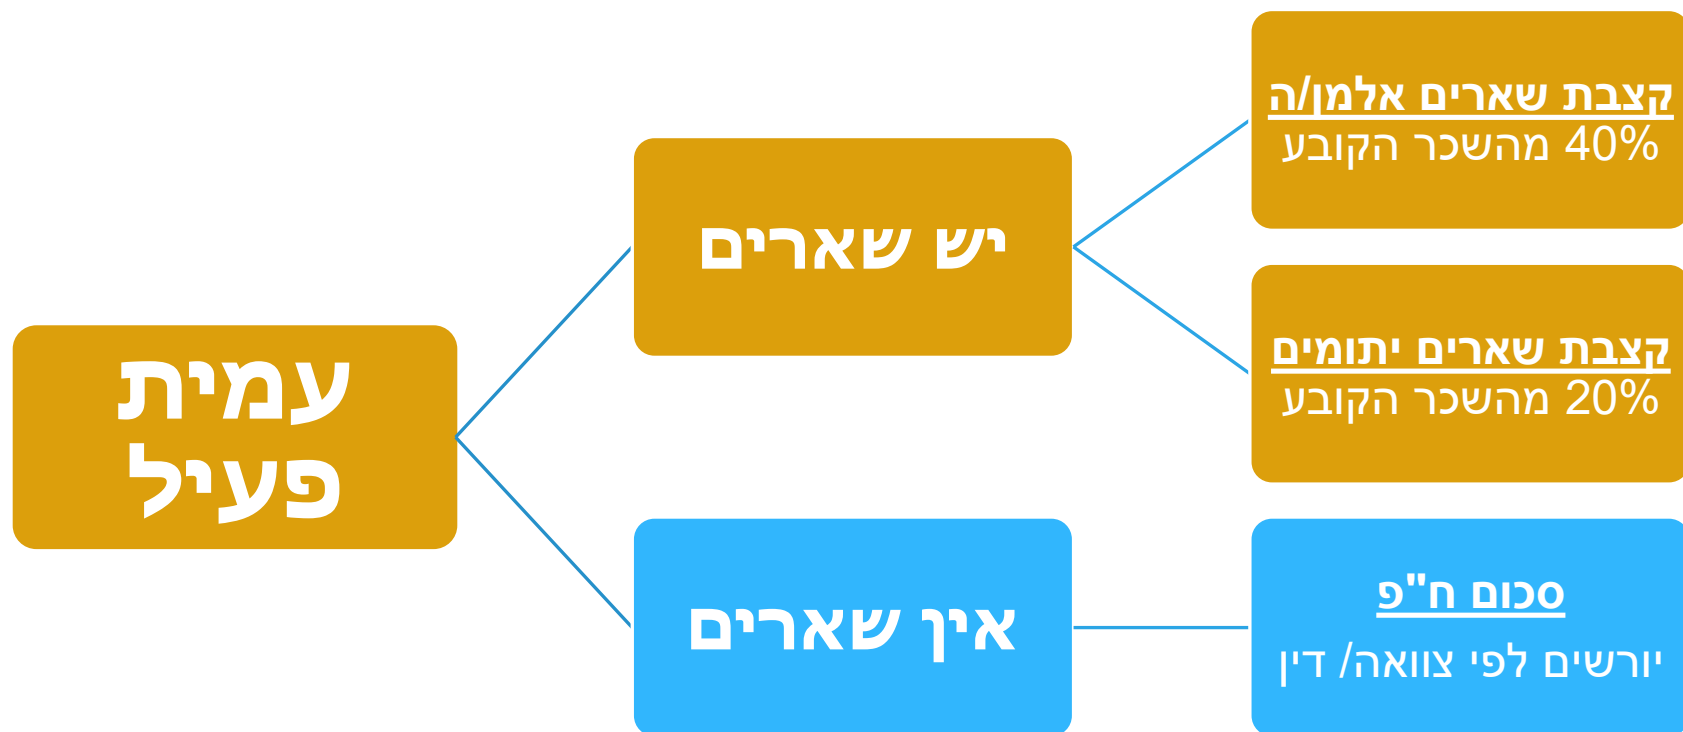 עמית
פעיל
יש שארים
קצבת שארים אלמן/ה
40% מהשכר הקובע
קצבת שארים יתומים
20% מהשכר הקובע
אין שארים
סכום ח"פ
יורשים לפי צוואה/ דין